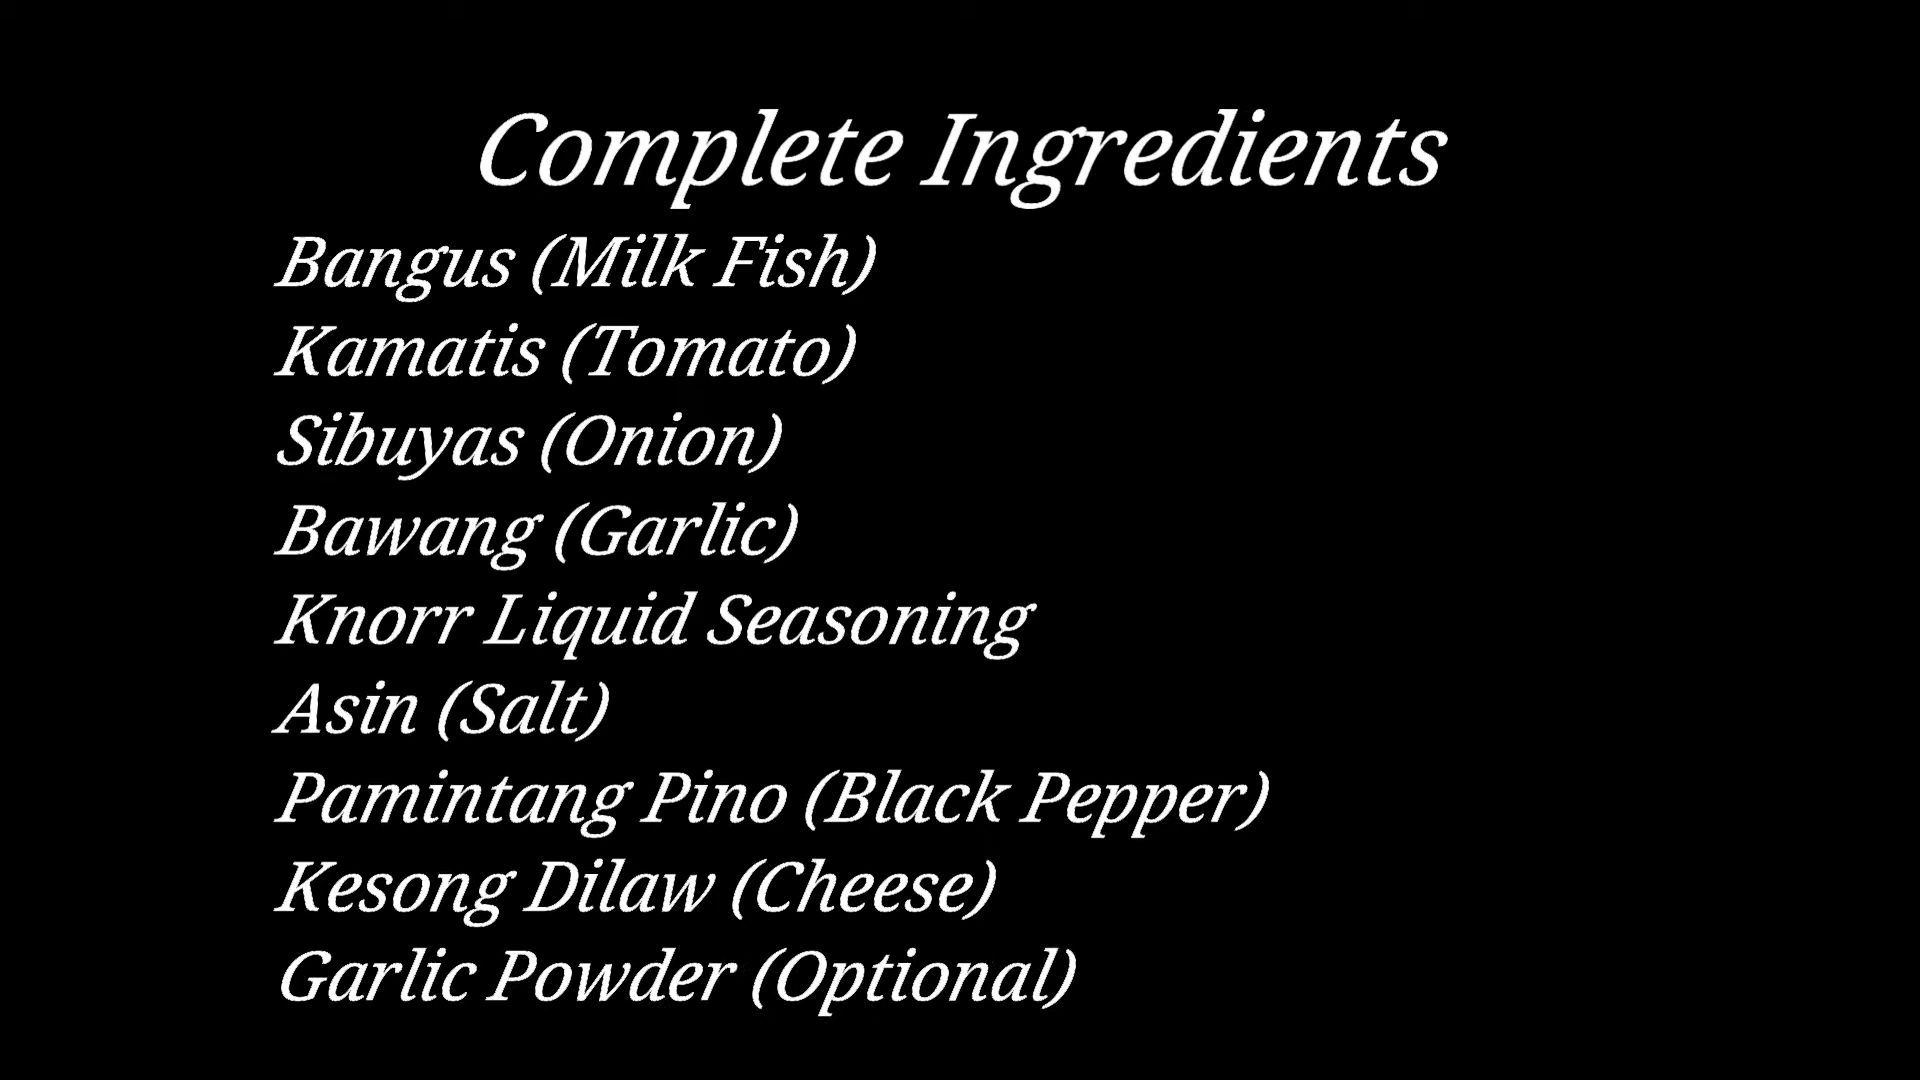 Complete Ingredients
Bangus (Milk Fish)
Kamatis (Tomato)
Sibuyas (Onion)
Bawang (Garlic)
Knorr Liquid Seasoning
Asin (Salt)
Pamintang Pino (Black Pepper)
Kesong Dilaw (Cheese)
Garlic Powder (Optional)